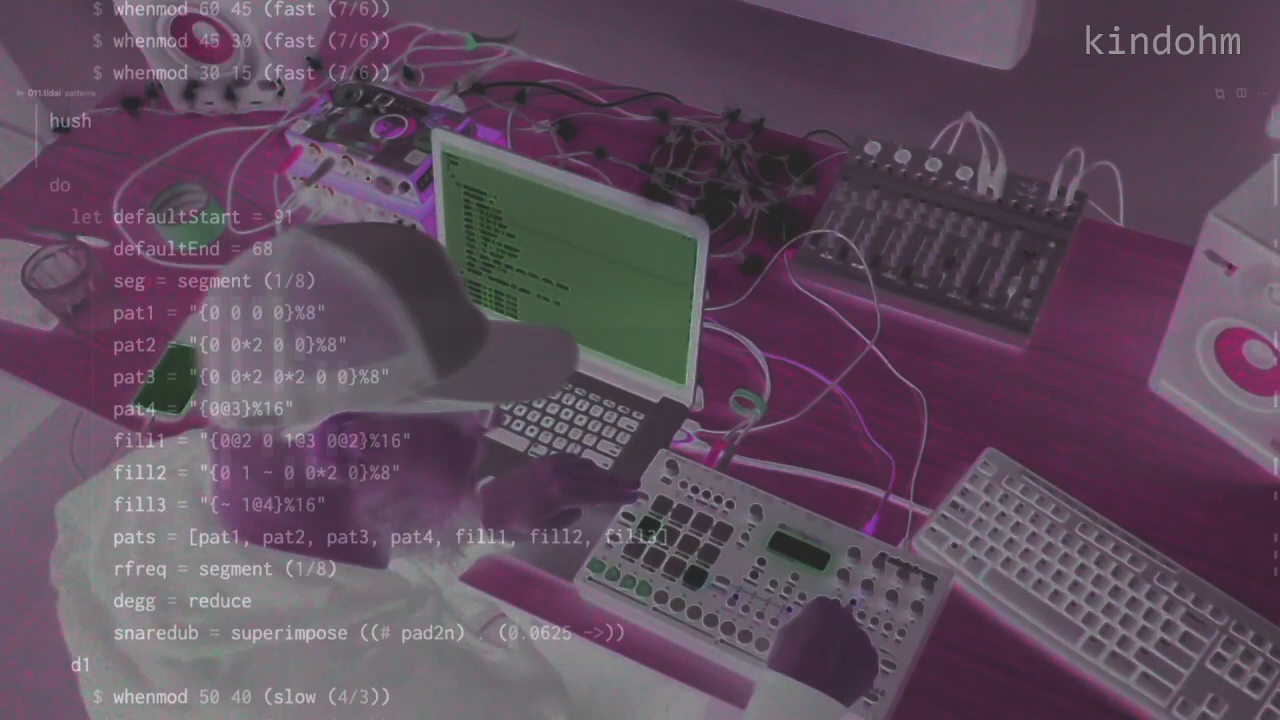 $ whenmod 60 45 (fast (7/6))
kindohm
$ whenmod 45 30 (fast (7/6))
$ whenmod 30 15 (fast (7/6))
011.tidal patterns
hush
do
let defaultStart = 91
defaultEnd = 68
seg = segment (1/8)
pat1 = "{0 0 0 0}%8"
pat2 = "{0 0*2 0 0}%8"
pat3 = "{0 0*2 0*2 0 0}%8"
pat4 = "{0@3}%16"
fill1 = "{0@2 0 1@3 0@2}%16"
fill2 = "{0 1 ~ 0 0*2 0}%8"
fill3 = "{~ 1@4}%16"
pats = [pat1, pat2, pat3, pat4, fill1, fill2, fill3]
rfreq = segment (1/8)
degg = reduce
snaredub = superimpose ((# pad2n) . (0.0625 ->))
d1
$ whenmod 50 40 (slow (4/3))